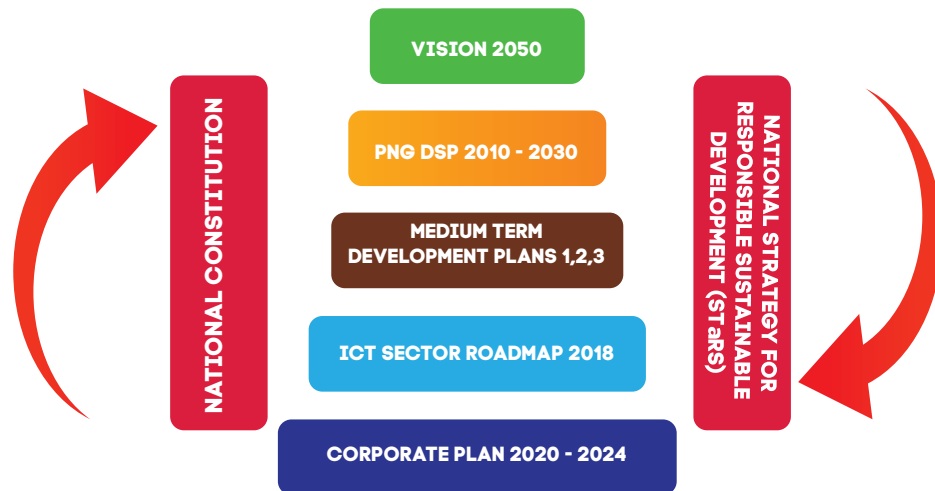 VISION 2050
NATIONAL CONSTITUTION
PNG DSP 2010 - 2030
MEDIUM TERM
DEVELOPMENT PLANS 1,2,3
ICT SECTOR ROADMAP 2018
CORPORATE PLAN 2020 - 2024
NATIONAL STRATEGY FOR
RESPONSIBLE SUSTAINABLE
DEVELOPMENT (STaRS)